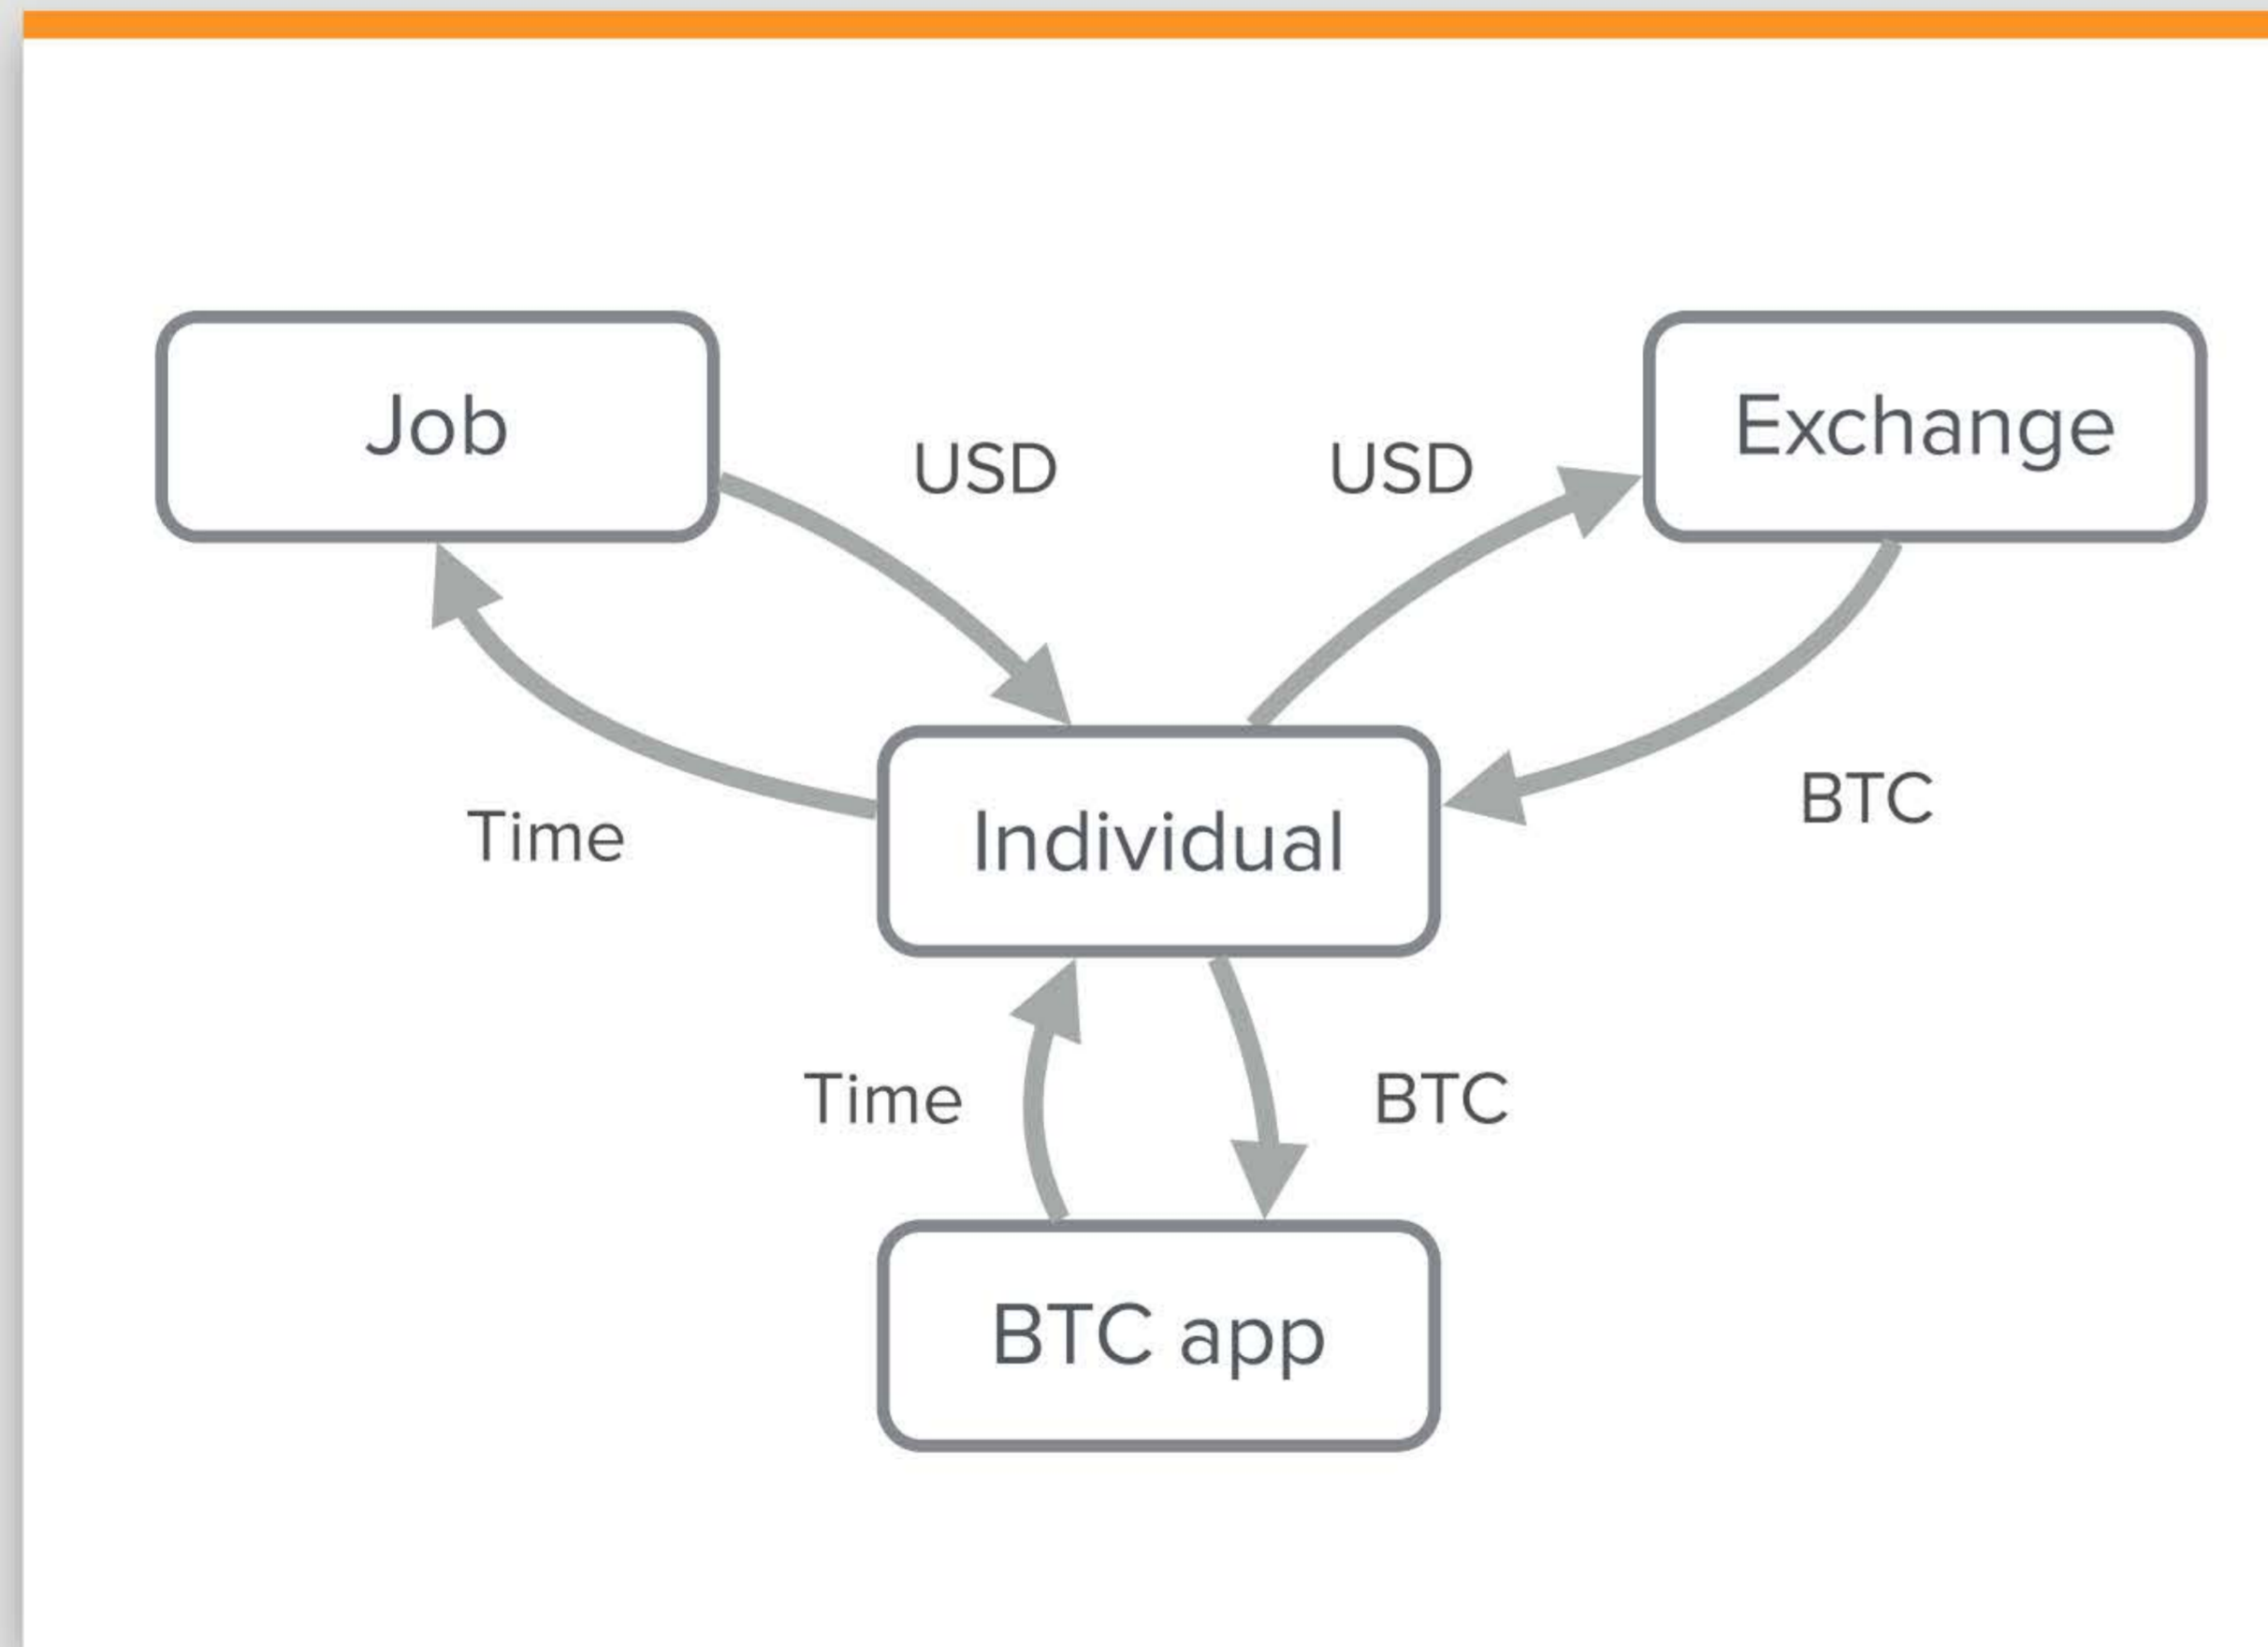 Job
Exchange
USD
USD
Time
Individual
BTC
Time
BTC
BTC app